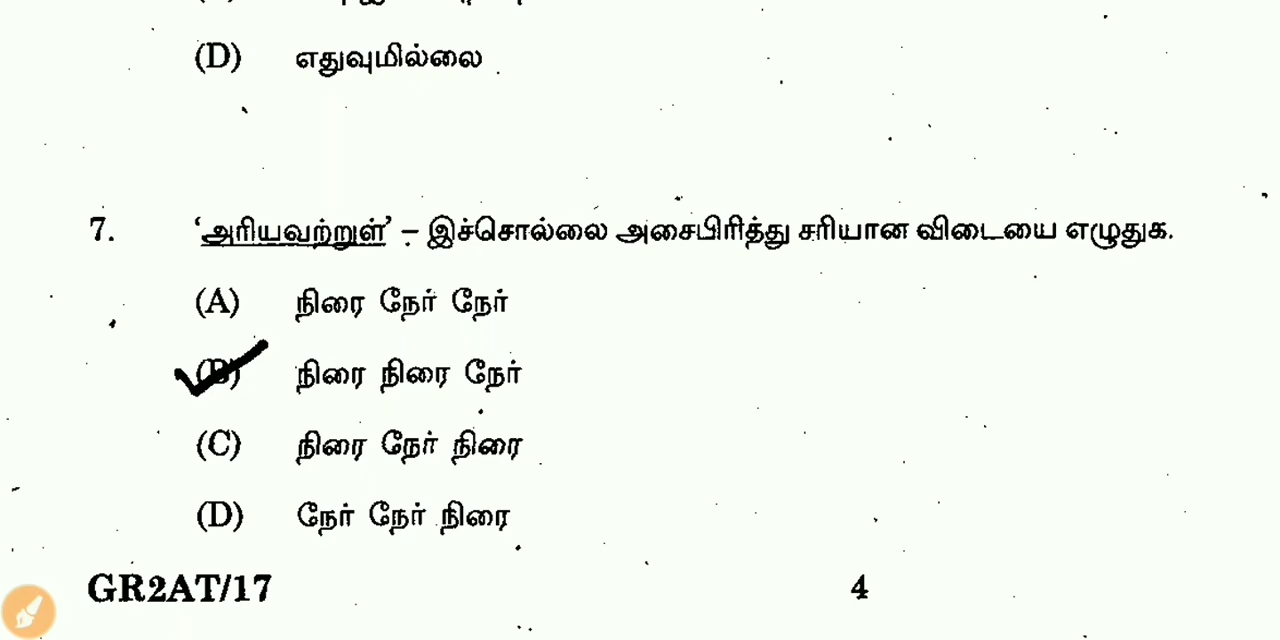 (D) எதுவுமில்லை
7. ‘அரியவற்றுள்’ – இச்சொல்லை அசைபிரித்து சரியான விடையை எழுதுக.
(A) நிரை நேர் நேர்
(B) நிரை நிரை நேர்
(C) நிரை நேர் நிரை
(D) நேர் நேர் நிரை
GR2AT/17 4